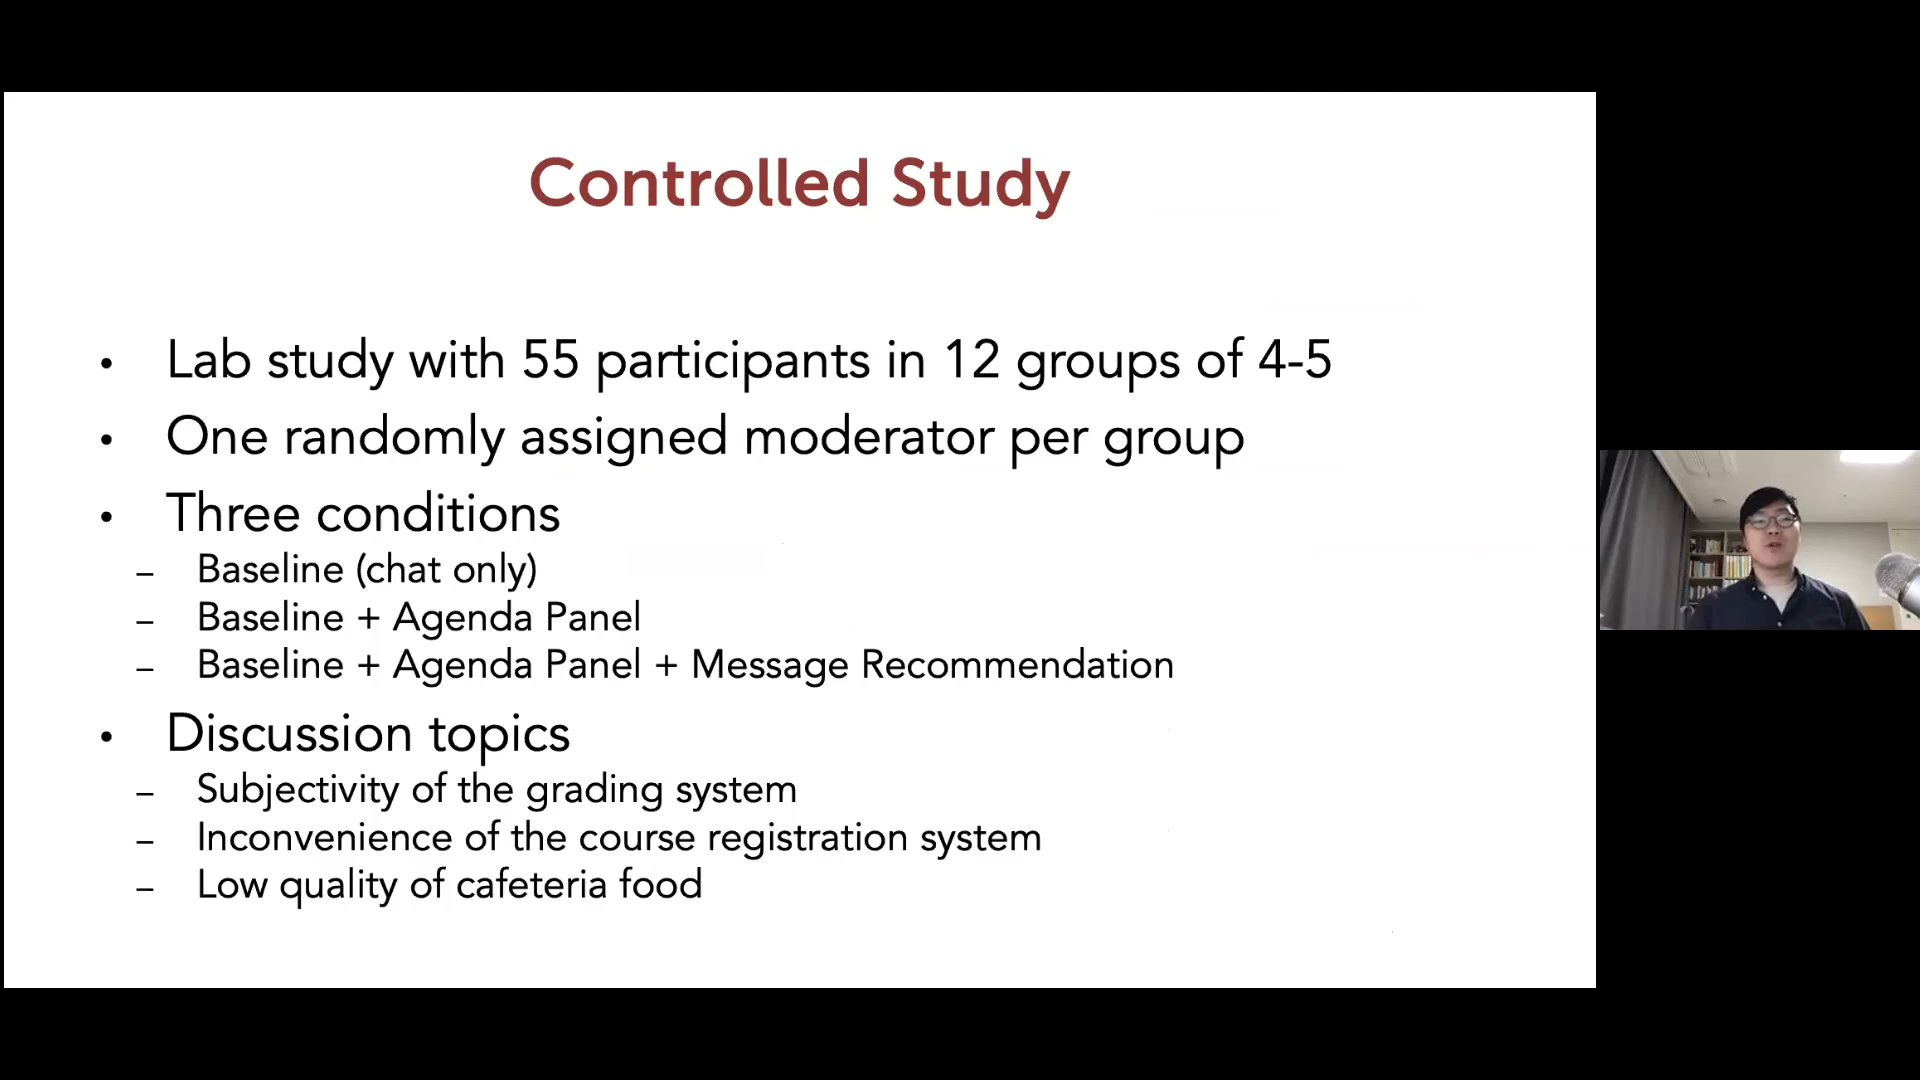 Controlled Study
• Lab study with 55 participants in 12 groups of 4-5
• One randomly assigned moderator per group
• Three conditions
– Baseline (chat only)
– Baseline + Agenda Panel
– Baseline + Agenda Panel + Message Recommendation
• Discussion topics
– Subjectivity of the grading system
– Inconvenience of the course registration system
– Low quality of cafeteria food